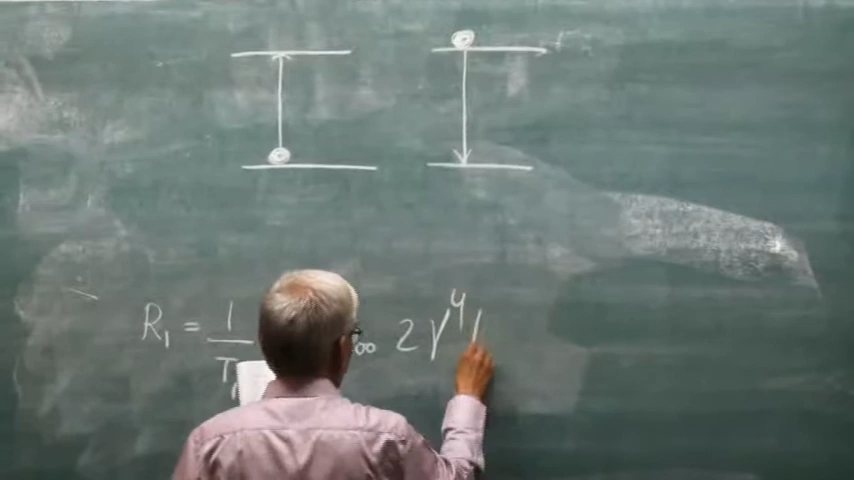 R₁ = 1/T₁ ∞ 2γ⁴